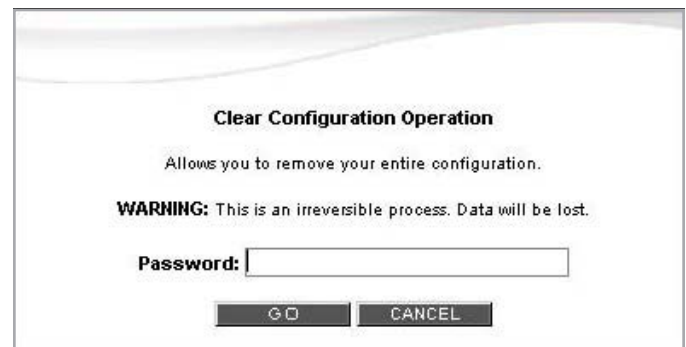 Clear Configuration Operation
Allows you to remove your entire configuration.
WARNING: This is an irreversible process. Data will be lost.
Password:
GO CANCEL